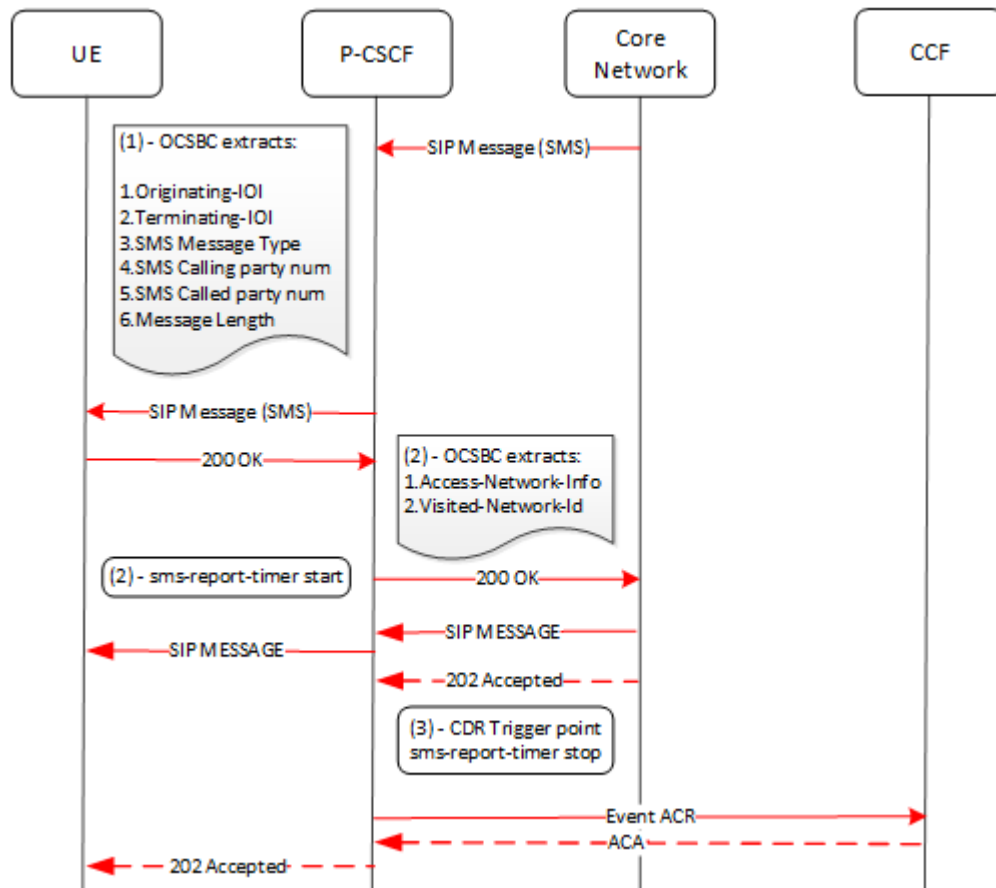 UE
P-CSCF
Core
Network
CCF
(1) - OCSBC extracts:
1.Originating-IOI
2.Terminating-IOI
3.SMS Message Type
4.SMS Calling party num
5.SMS Called party num
6.Message Length
SIP Message (SMS)
SIP Message (SMS)
200 OK
(2) - OCSBC extracts:
1.Access-Network-Info
2.Visited-Network-Id
(2) - sms-report-timer start
200 OK
SIP MESSAGE
SIP MESSAGE
202 Accepted
(3) - CDR Trigger point
sms-report-timer stop
Event ACR
ACA
202 Accepted